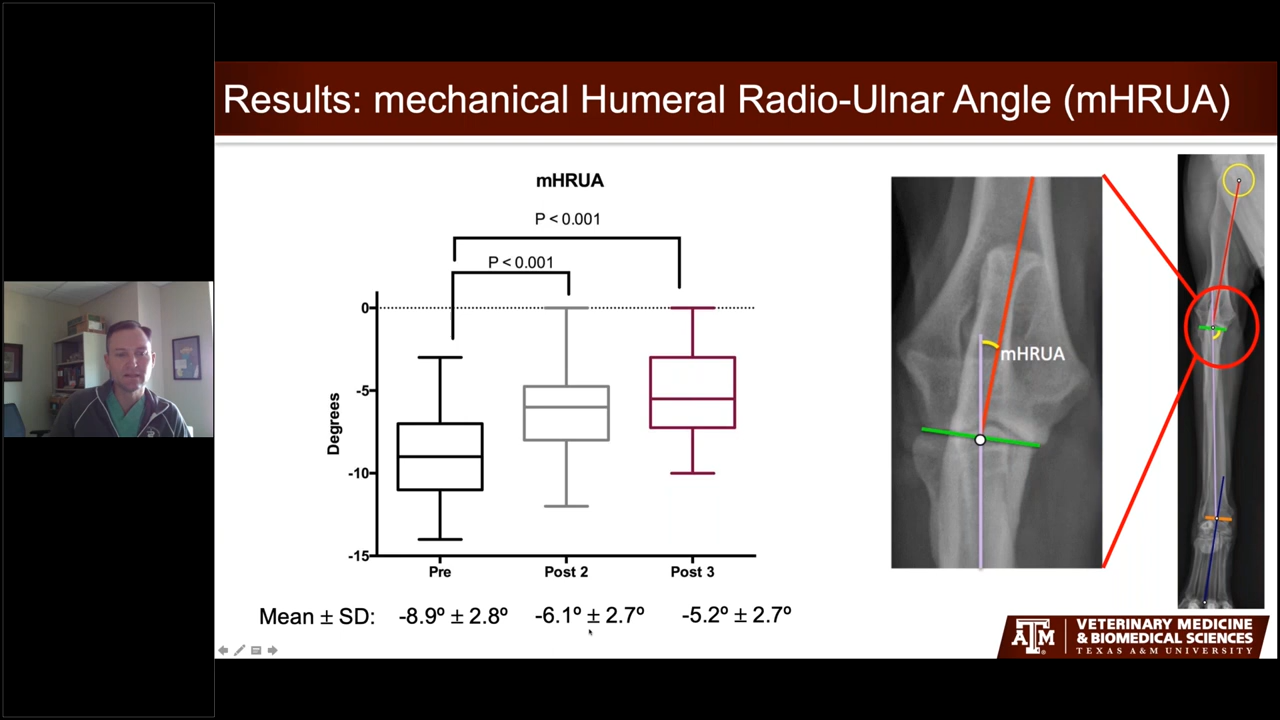 Results: mechanical Humeral Radio-Ulnar Angle (mHRUA)
mHRUA
P < 0.001
P < 0.001
0
-5
-10
-15
Degrees
Pre
Post 2
Post 3
Mean ± SD:
-8.9º ± 2.8º
-6.1º ± 2.7º
-5.2º ± 2.7º
mHRUA
ATM
VETERINARY MEDICINE
& BIOMEDICAL SCIENCES
TEXAS A&M UNIVERSITY